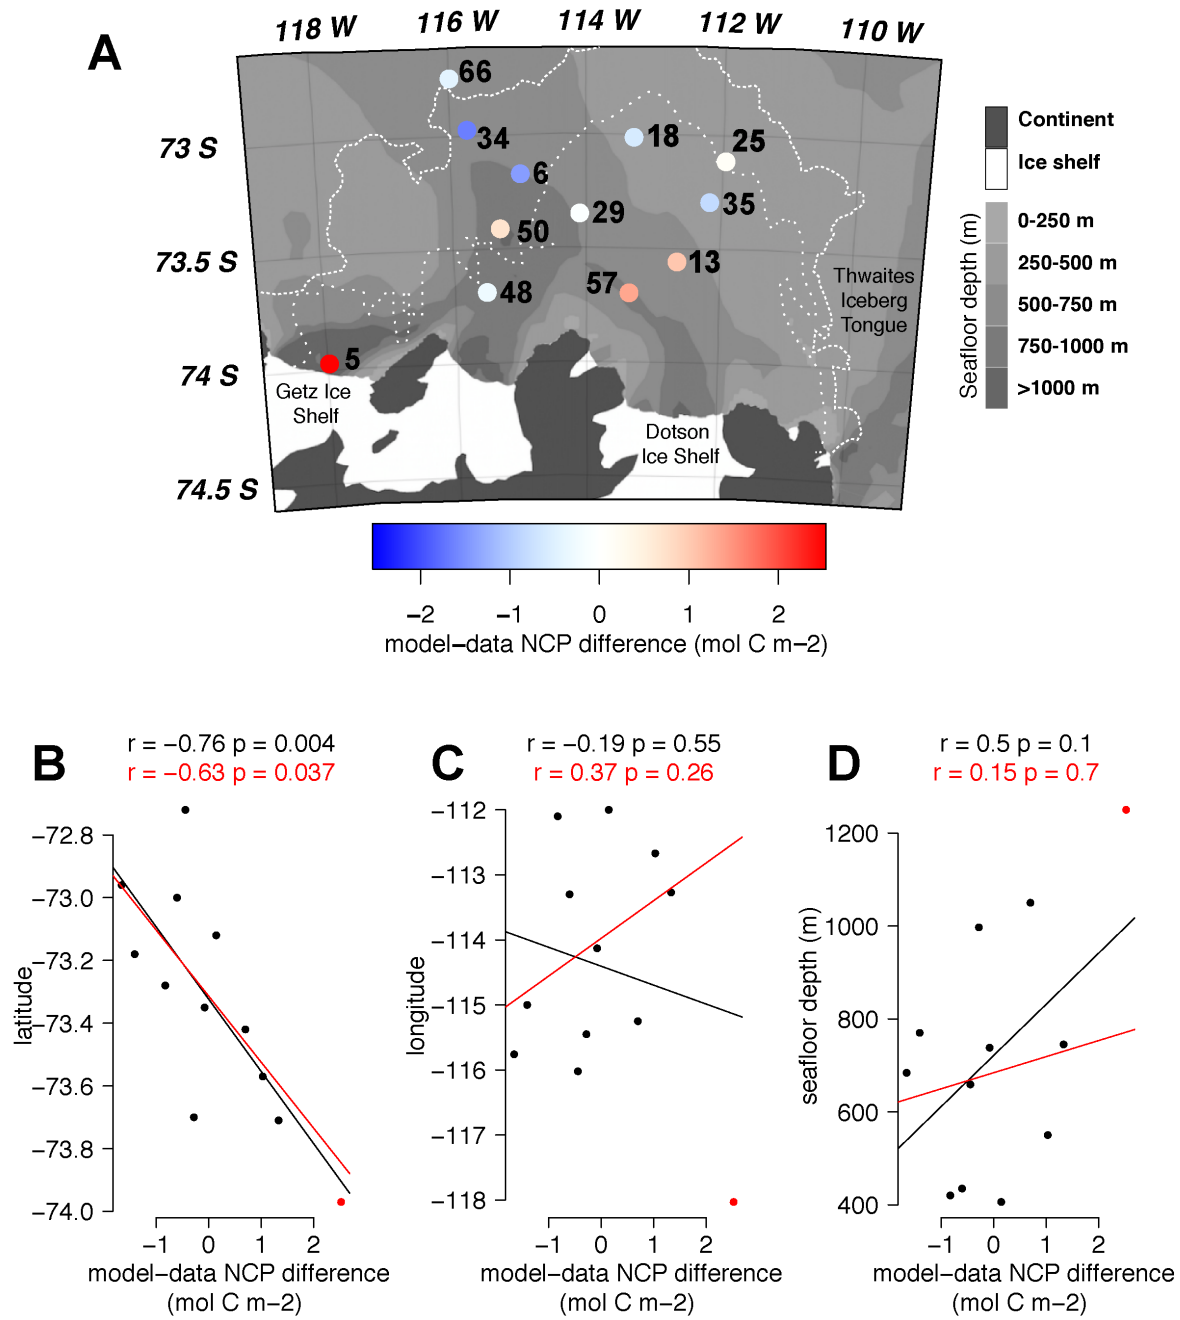 A
118 W
116 W
114 W
112 W
110 W
73 S
73.5 S
74 S
74.5 S
66
34
6
18
25
29
35
50
13
48
57
5
Getz Ice
Shelf
Dotson
Ice Shelf
Thwaites
Iceberg
Tongue
Continent
Ice shelf
Seafloor depth (m)
0-250 m
250-500 m
500-750 m
750-1000 m
>1000 m
−2
−1
0
1
2
model−data NCP difference (mol C m−2)
B
r = −0.76 p = 0.004
r = −0.63 p = 0.037
latitude
−72.8
−73.0
−73.2
−73.4
−73.6
−73.8
−74.0
−1
0
1
2
model−data NCP difference
(mol C m−2)
C
r = −0.19 p = 0.55
r = 0.37 p = 0.26
longitude
−112
−113
−114
−115
−116
−117
−118
−1
0
1
2
model−data NCP difference
(mol C m−2)
D
r = 0.5 p = 0.1
r = 0.15 p = 0.7
seafloor depth (m)
1200
1000
800
600
400
−1
0
1
2
model−data NCP difference
(mol C m−2)